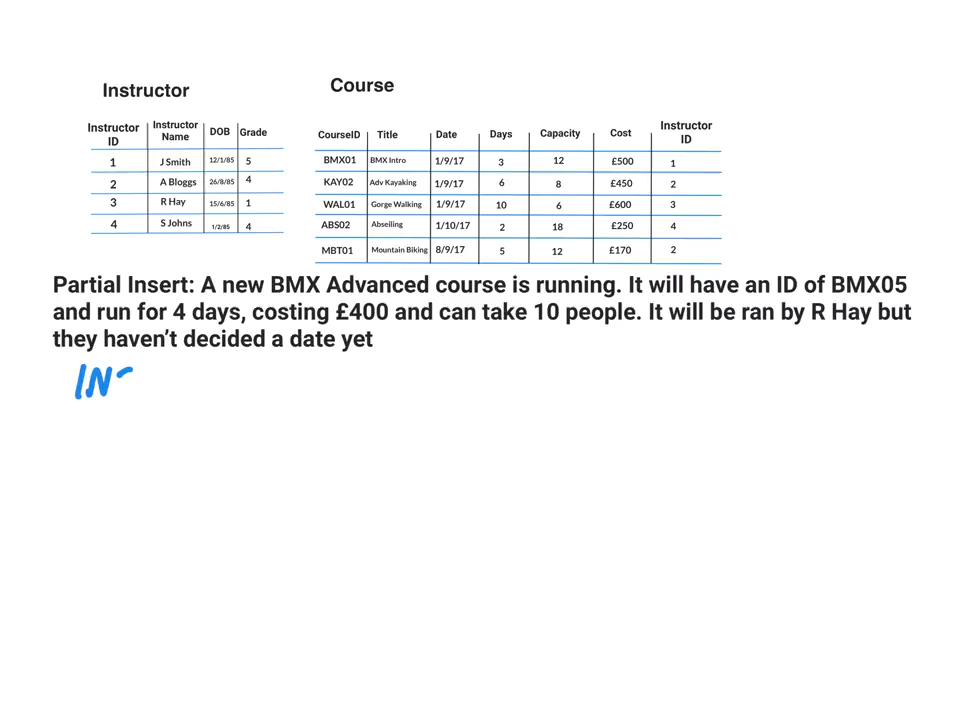 Instructor
Course
Instructor ID | Instructor Name | DOB | Grade
1 | J Smith | 12/1/85 | 5
2 | A Bloggs | 26/8/85 | 4
3 | R Hay | 15/6/85 | 1
4 | S Johns | 1/2/85 | 4
CourseID | Title | Date | Days | Capacity | Cost | Instructor ID
BMX01 | BMX Intro | 1/9/17 | 3 | 12 | £500 | 1
KAY02 | Adv Kayaking | 1/9/17 | 6 | 8 | £450 | 2
WAL01 | Gorge Walking | 1/9/17 | 10 | 6 | £600 | 3
ABS02 | Abseiling | 1/10/17 | 2 | 18 | £250 | 4
MBT01 | Mountain Biking | 8/9/17 | 5 | 12 | £170 | 2
Partial Insert: A new BMX Advanced course is running. It will have an ID of BMX05
and run for 4 days, costing £400 and can take 10 people. It will be ran by R Hay but
they haven’t decided a date yet
IN